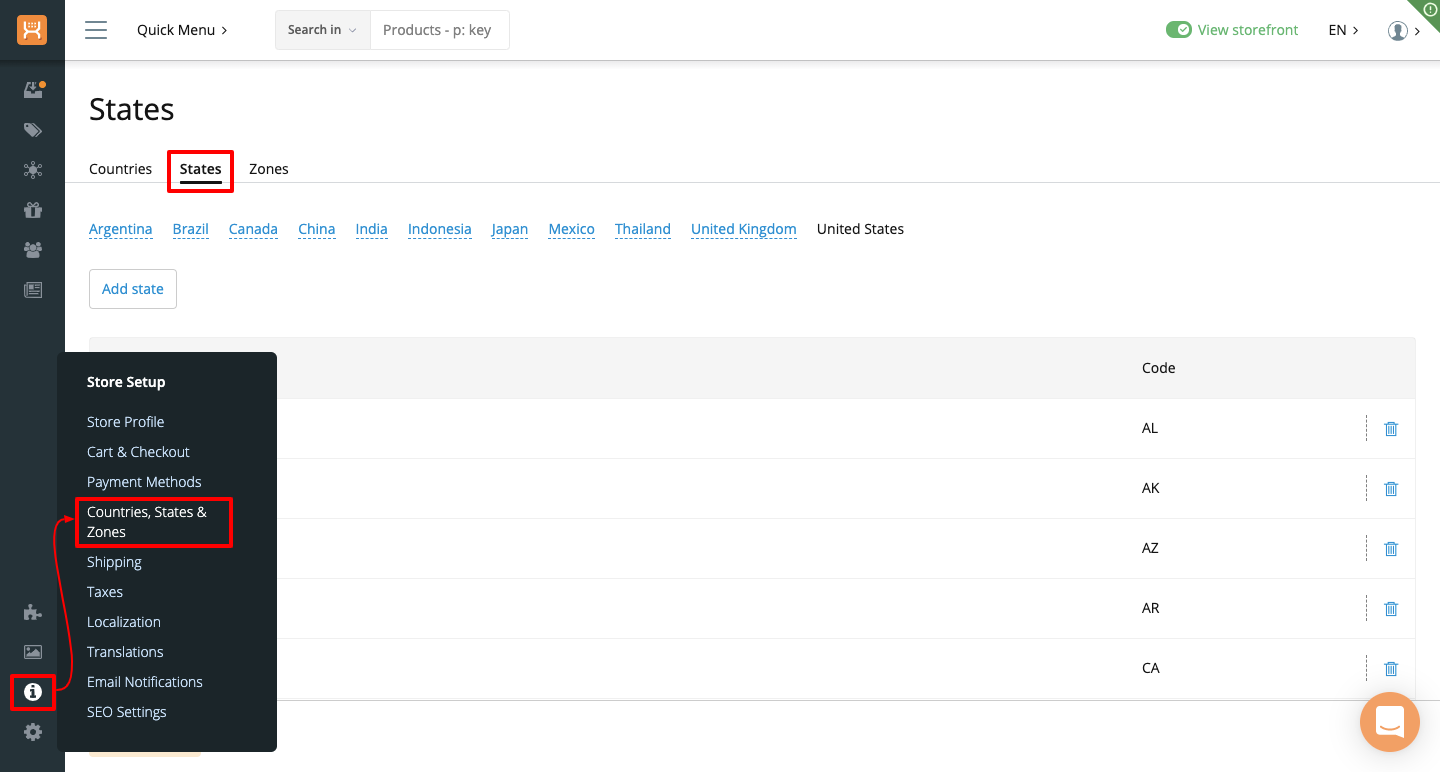 Quick Menu
Search in
Products - p: key
View storefront
EN
States
Countries
States
Zones
Argentina
Brazil
Canada
China
India
Indonesia
Japan
Mexico
Thailand
United Kingdom
United States
Add state
Code
AL
AK
AZ
AR
CA
Store Setup
Store Profile
Cart & Checkout
Payment Methods
Countries, States &
Zones
Shipping
Taxes
Localization
Translations
Email Notifications
SEO Settings